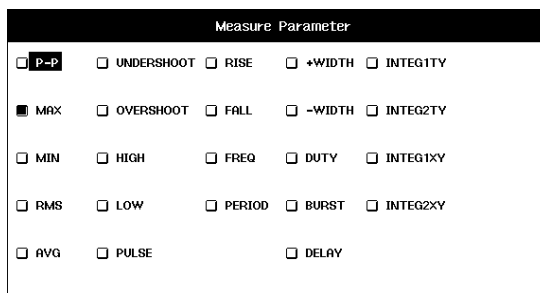 Measure Parameter
P-P UNDERSHOOT RISE +WIDTH INTEG1TY
MAX OVERSHOOT FALL -WIDTH INTEG2TY
MIN HIGH FREQ DUTY INTEG1XY
RMS LOW PERIOD BURST INTEG2XY
AVG PULSE DELAY